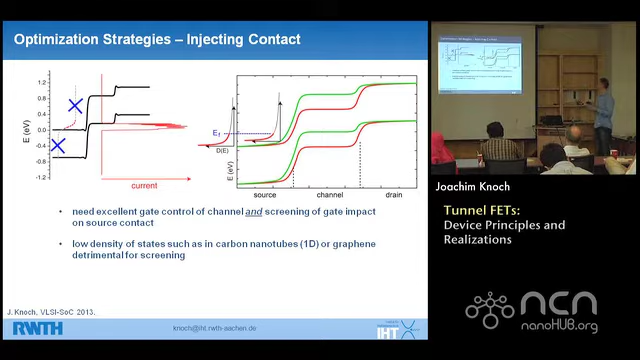 Optimization Strategies – Injecting Contact
1.2
0.8
0.4
0.0
-0.4
-0.8
-1.2
E (eV)
current
Ef
D(E)
E (eV)
source
channel
drain
• need excellent gate control of channel and screening of gate impact
on source contact
• low density of states such as in carbon nanotubes (1D) or graphene
detrimental for screening
J. Knoch, VLSI-SoC 2013.
RWTH
knoch@iht.rwth-aachen.de
IHT
Joachim Knoch
Tunnel FETs:
Device Principles and
Realizations
ncn
nanoHUB.org